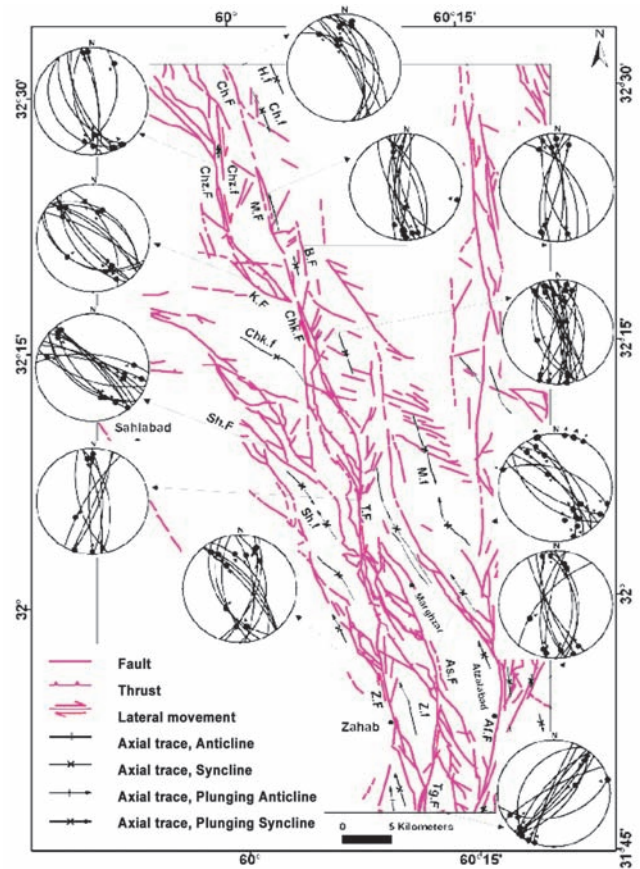 60°
60°15'
N
N
32°30'
32°30'
H.F
Ch.F
Ch.f
N
N
Chz.F
Chz.f
M.F
N
B.F
N
K.F
Chk.F
32°15'
Chk.f
32°15'
N
Sh.F
Sahlabad
N
M.f
N
T.F
Sh.f
N
N
Marghzar
32°
32°
Fault
As.F
Afzalabad
Thrust
Z.F
Z.f
Lateral movement
Zahab
Af.F
Axial trace, Anticline
Axial trace, Syncline
N
Axial trace, Plunging Anticline
Tg.F
Axial trace, Plunging Syncline
0 5 Kilometers
60°
60°15'
31°45'